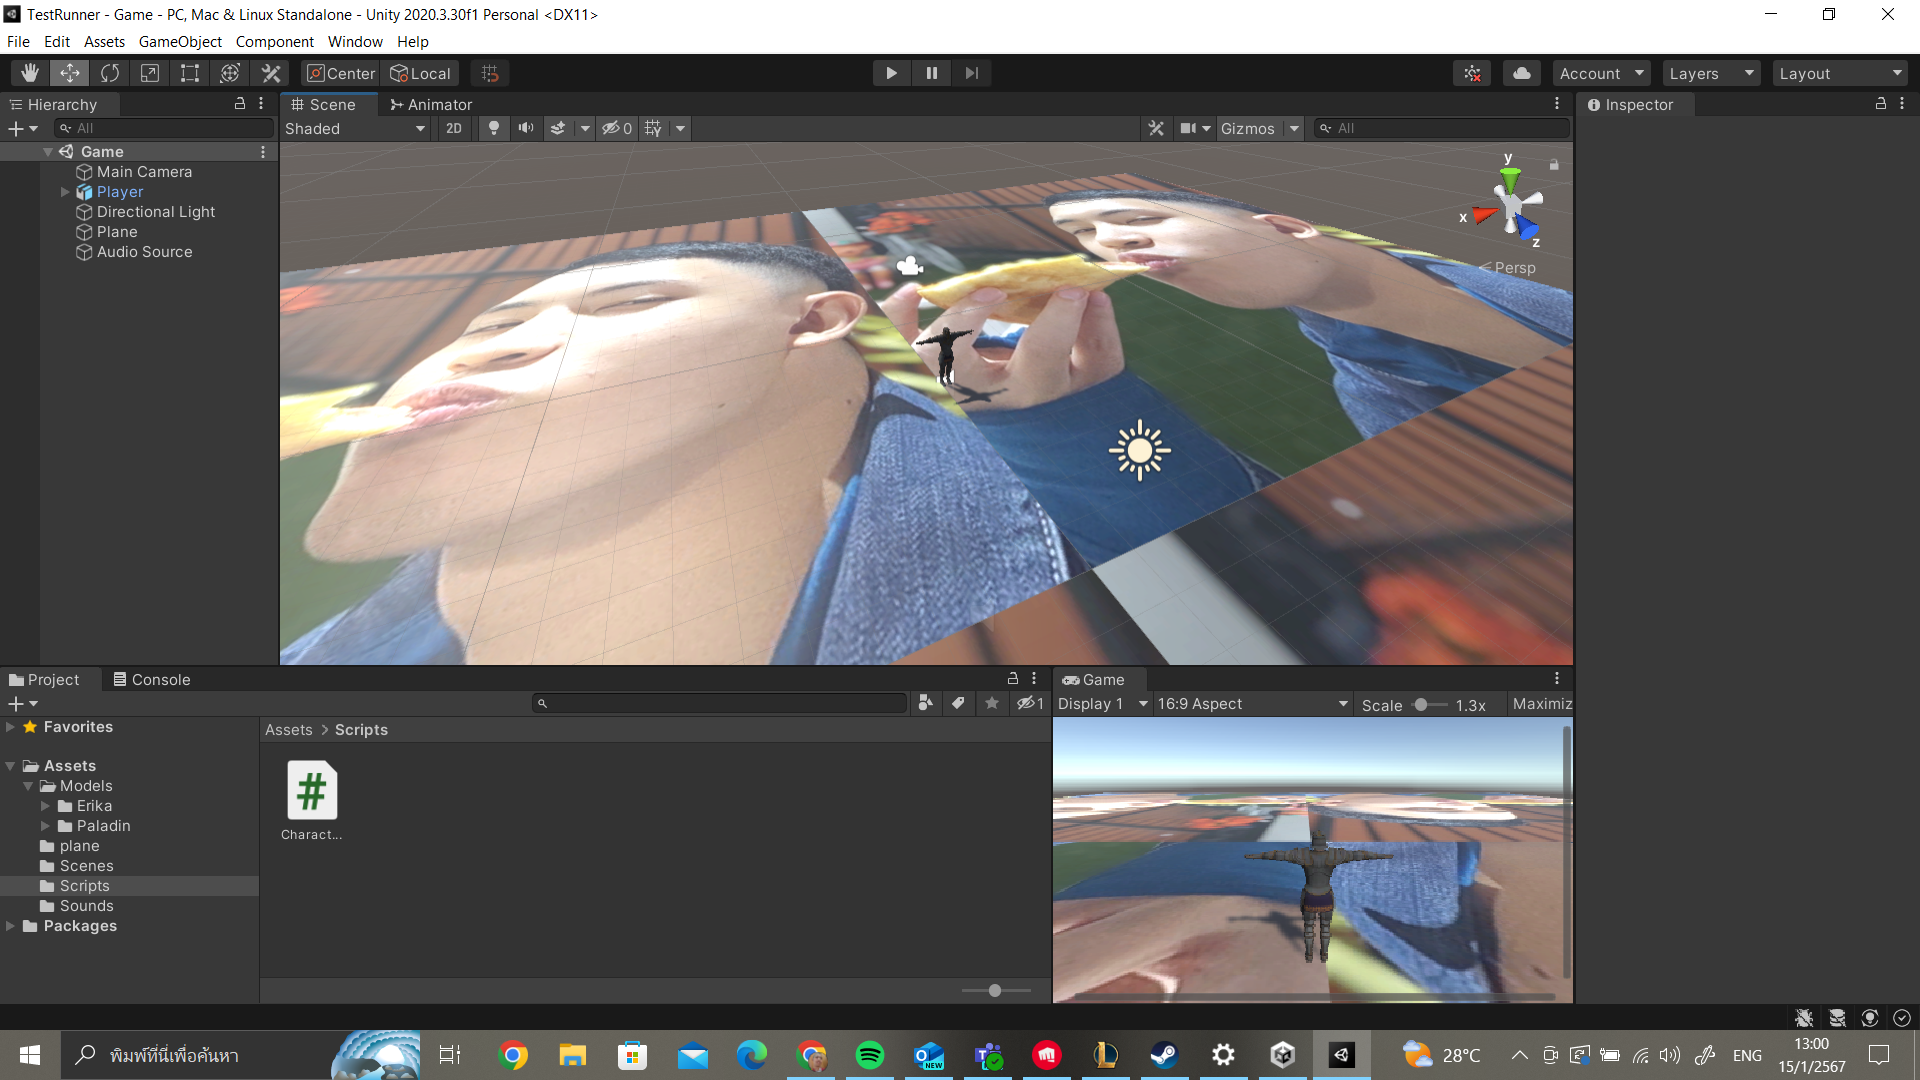 TestRunner - Game - PC, Mac & Linux Standalone - Unity 2020.3.30f1 Personal <DX11>
File Edit Assets GameObject Component Window Help
Center Local Account Layers Layout
Hierarchy
All
Game
Main Camera
Player
Directional Light
Plane
Audio Source
Scene Animator
Shaded 2D 0 Gizmos All
y
x
z
Persp
Inspector
Project Console
1
Favorites
Assets
Models
Erika
Paladin
plane
Scenes
Scripts
Sounds
Packages
Assets > Scripts
#
Charact...
Game
Display 1 16:9 Aspect Scale 1.3x Maximiz
พิมพ์ที่นี่เพื่อค้นหา
NEW
28°C
ENG
13:00
15/1/2567